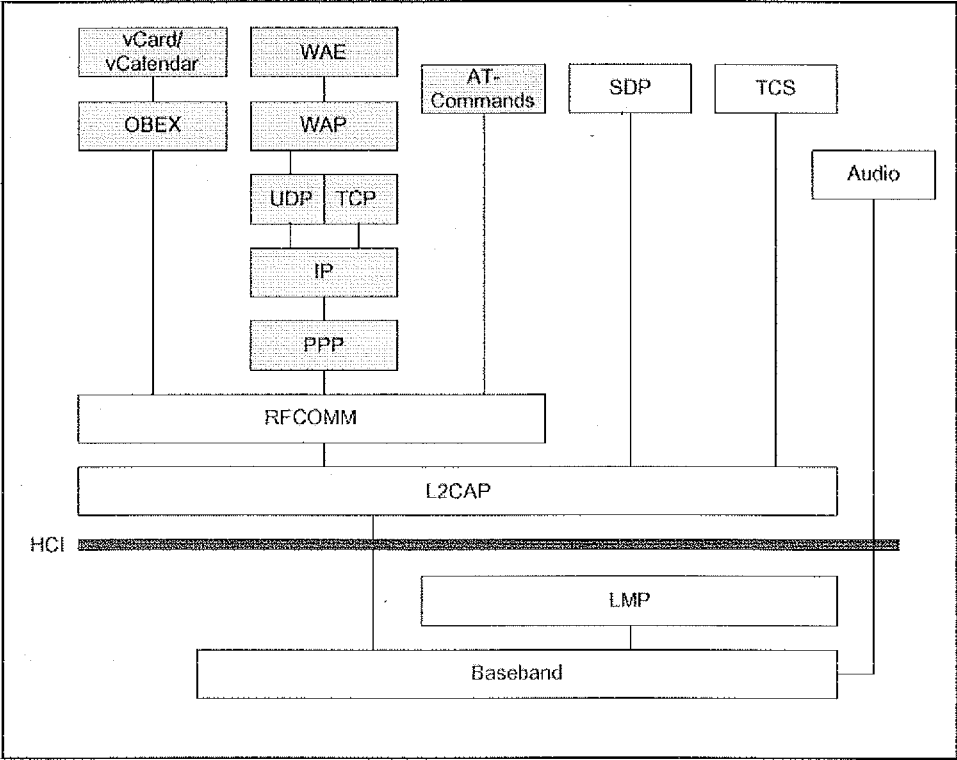 vCard/
vCalendar
WAE
AT-
Commands
SDP
TCS
OBEX
WAP
Audio
UDP
TCP
IP
PPP
RFCOMM
L2CAP
HCI
LMP
Baseband